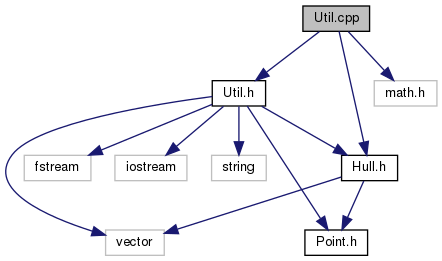 Util.cpp
Util.h
math.h
fstream
iostream
string
Hull.h
vector
Point.h